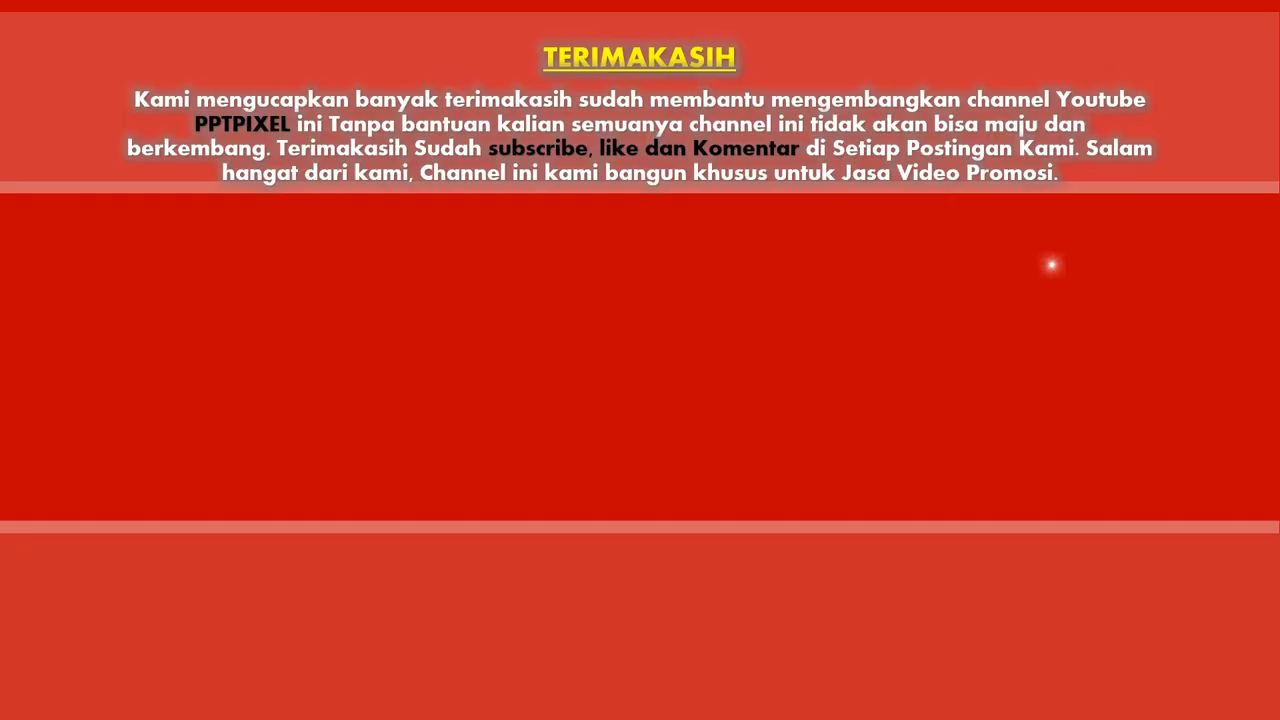 TERIMAKASIH
Kami mengucapkan banyak terimakasih sudah membantu mengembangkan channel Youtube
PPTPIXEL ini Tanpa bantuan kalian semuanya channel ini tidak akan bisa maju dan
berkembang. Terimakasih Sudah subscribe, like dan Komentar di Setiap Postingan Kami. Salam
hangat dari kami, Channel ini kami bangun khusus untuk Jasa Video Promosi.